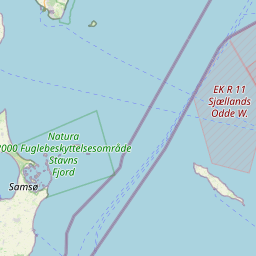 EK R 11
Sjællands
Odde W.
Natura
2000 Fuglebeskyttelsesområde
Stavns
Fjord
Samsø